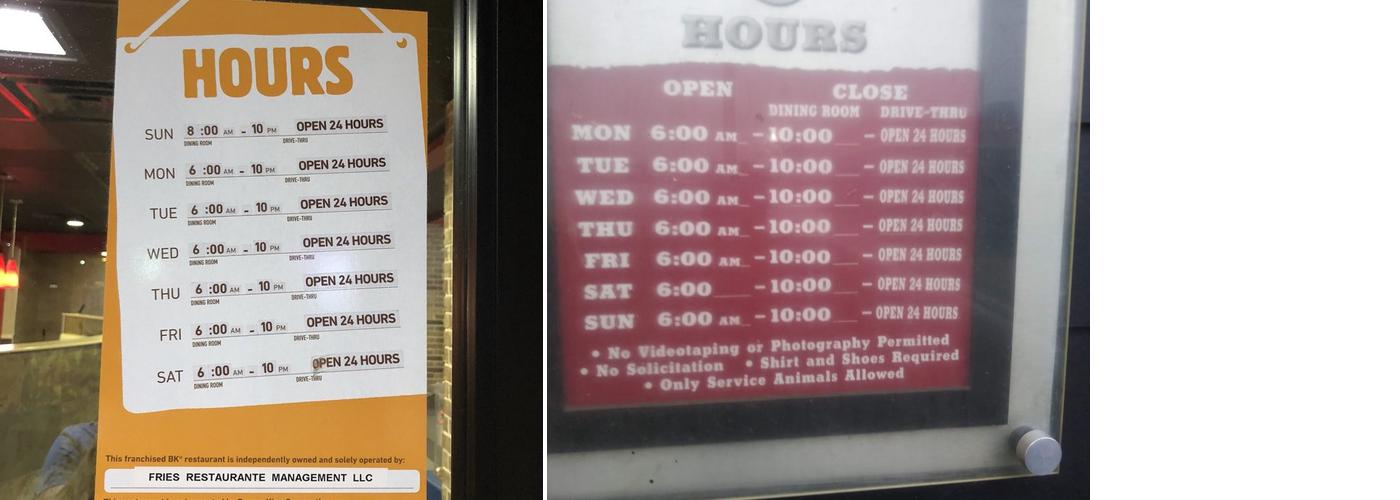 HOURS
SUN 8 :00 AM - 10 PM OPEN 24 HOURS
DINING ROOM DRIVE-THRU
MON 6 :00 AM - 10 PM OPEN 24 HOURS
DINING ROOM DRIVE-THRU
TUE 6 :00 AM - 10 PM OPEN 24 HOURS
DINING ROOM DRIVE-THRU
WED 6 :00 AM - 10 PM OPEN 24 HOURS
DINING ROOM DRIVE-THRU
THU 6 :00 AM - 10 PM OPEN 24 HOURS
DINING ROOM DRIVE-THRU
FRI 6 :00 AM - 10 PM OPEN 24 HOURS
DINING ROOM DRIVE-THRU
SAT 6 :00 AM - 10 PM OPEN 24 HOURS
DINING ROOM DRIVE-THRU
This franchised BK® restaurant is independently owned and solely operated by:
FRIES RESTAURANTE MANAGEMENT LLC
HOURS
OPEN CLOSE
DINING ROOM DRIVE-THRU
MON 6:00 AM - 10:00 - OPEN 24 HOURS
TUE 6:00 AM - 10:00 - OPEN 24 HOURS
WED 6:00 AM - 10:00 - OPEN 24 HOURS
THU 6:00 AM - 10:00 - OPEN 24 HOURS
FRI 6:00 AM - 10:00 - OPEN 24 HOURS
SAT 6:00 - 10:00 - OPEN 24 HOURS
SUN 6:00 AM - 10:00 - OPEN 24 HOURS
• No Videotaping or Photography Permitted
• No Solicitation • Shirt and Shoes Required
• Only Service Animals Allowed